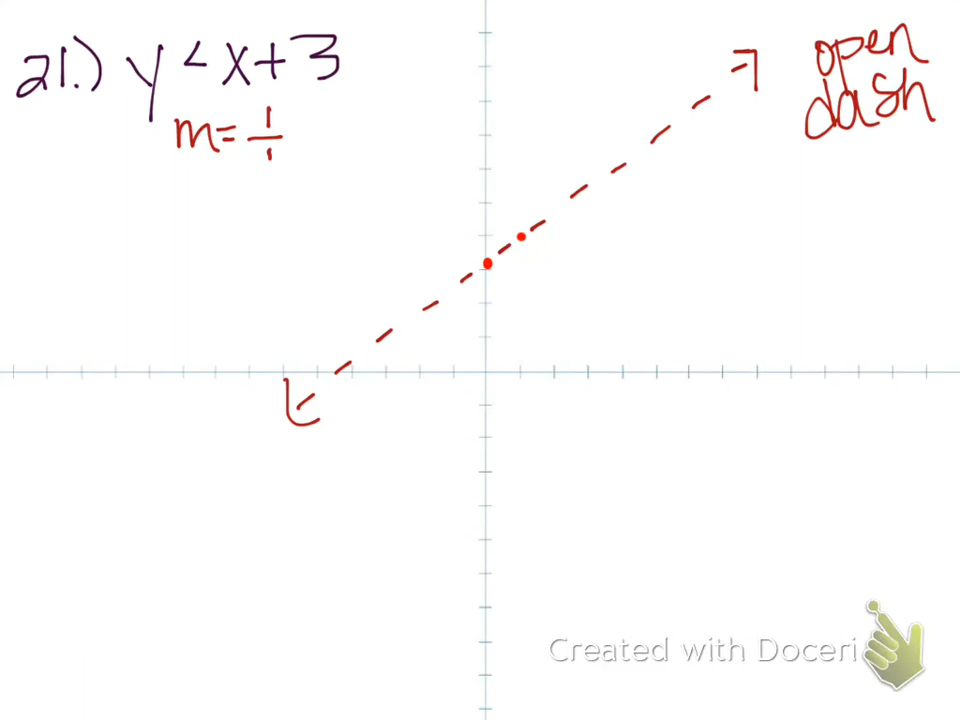 21.) y < x + 3
m = 1/1
open
dash
Created with Doceri